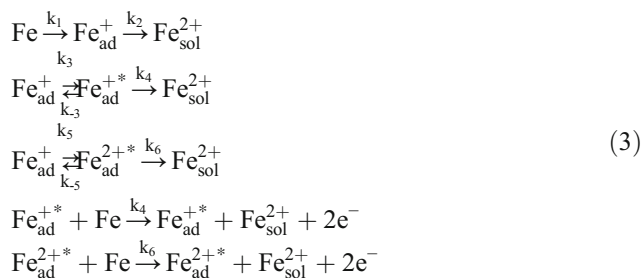 Fe —k₁→ Fe⁺ad —k₂→ Fe²⁺sol
k₃
Fe⁺ad ⇄ Fe⁺*ad —k₄→ Fe²⁺sol
k₋₃
k₅
Fe⁺ad ⇄ Fe²⁺*ad —k₆→ Fe²⁺sol (3)
k₋₅
Fe⁺*ad + Fe —k₄→ Fe⁺*ad + Fe²⁺sol + 2e⁻
Fe²⁺*ad + Fe —k₆→ Fe²⁺*ad + Fe²⁺sol + 2e⁻